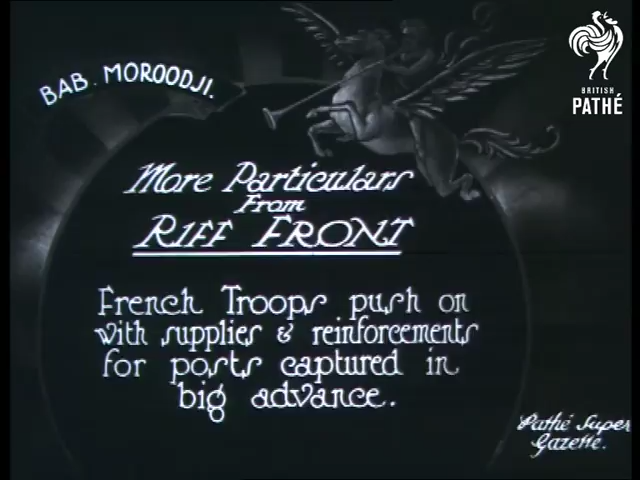 BAB MOROODJI.
BRITISH
PATHÉ
More Particulars
From
RIFF FRONT
French Troops push on
with supplies & reinforcements
for posts captured in
big advance.
Pathé Super
Gazette.